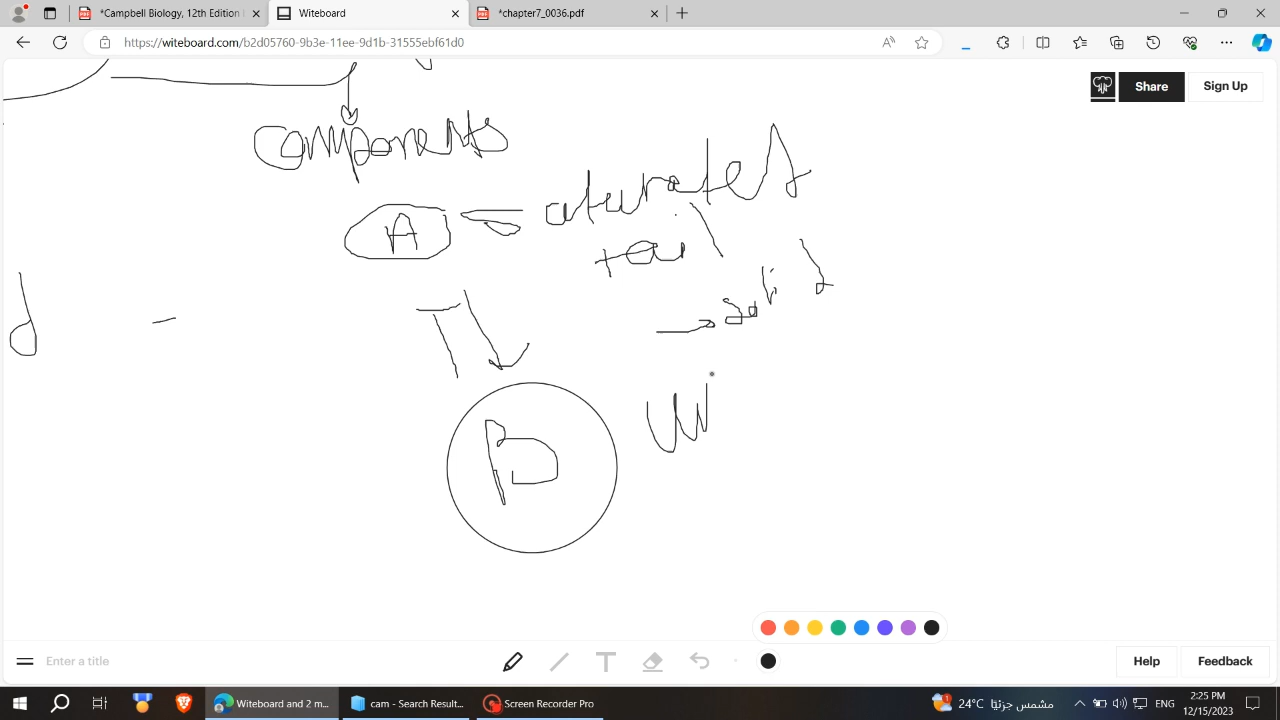 *Campbell Biology, 12th Edition
Witeboard
*chapter7_0036.pdf
https://witeboard.com/b2d05760-9b3e-11ee-9d1b-31555ebf61d0
Share
Sign Up
components
A
tail
→ solid
Enter a title
Help
Feedback
Witeboard and 2 m...
cam - Search Result...
Screen Recorder Pro
24°C مشمس جزئيًا
ENG
2:25 PM
12/15/2023